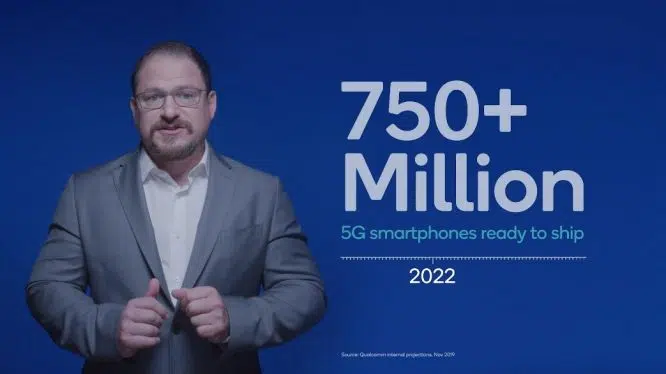 750+
Million
5G smartphones ready to ship
2022
Source: Qualcomm internal projections, Nov 2019